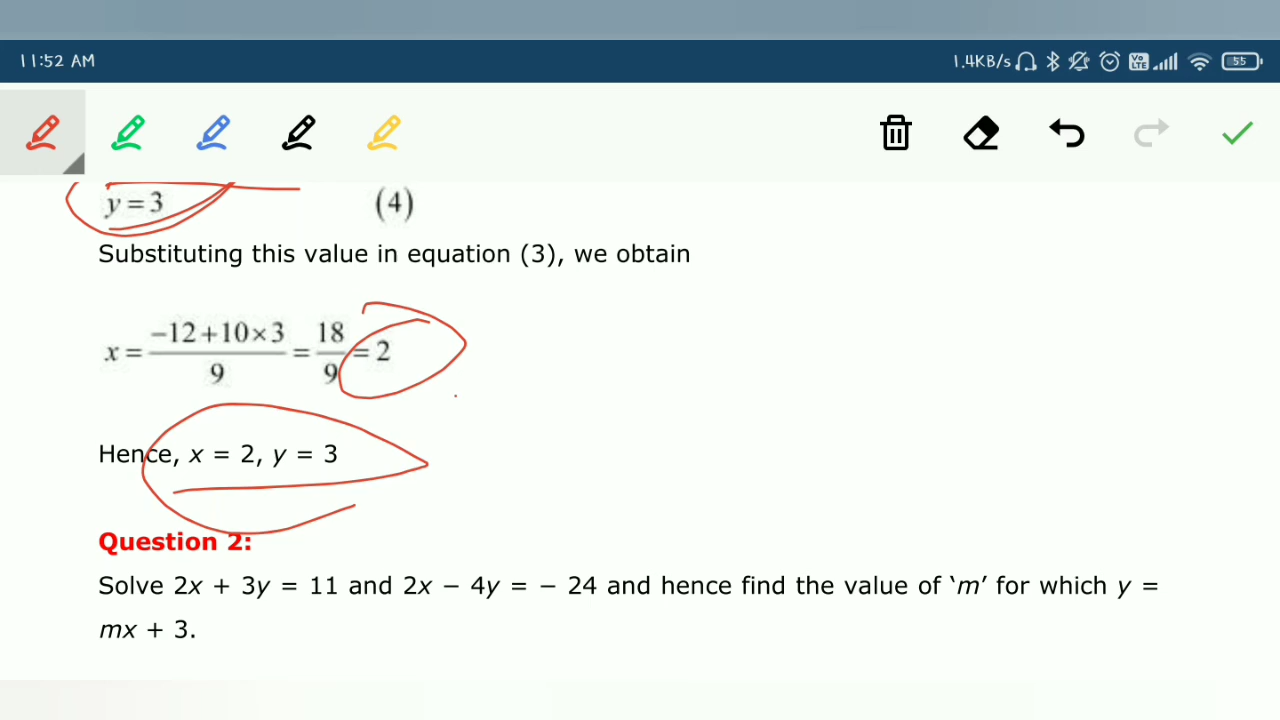 11:52 AM
1.4KB/s Vo LTE 55
y = 3 (4)
Substituting this value in equation (3), we obtain
x = −12+10×3 / 9 = 18 / 9 = 2
Hence, x = 2, y = 3
Question 2:
Solve 2x + 3y = 11 and 2x − 4y = − 24 and hence find the value of ‘m’ for which y =
mx + 3.